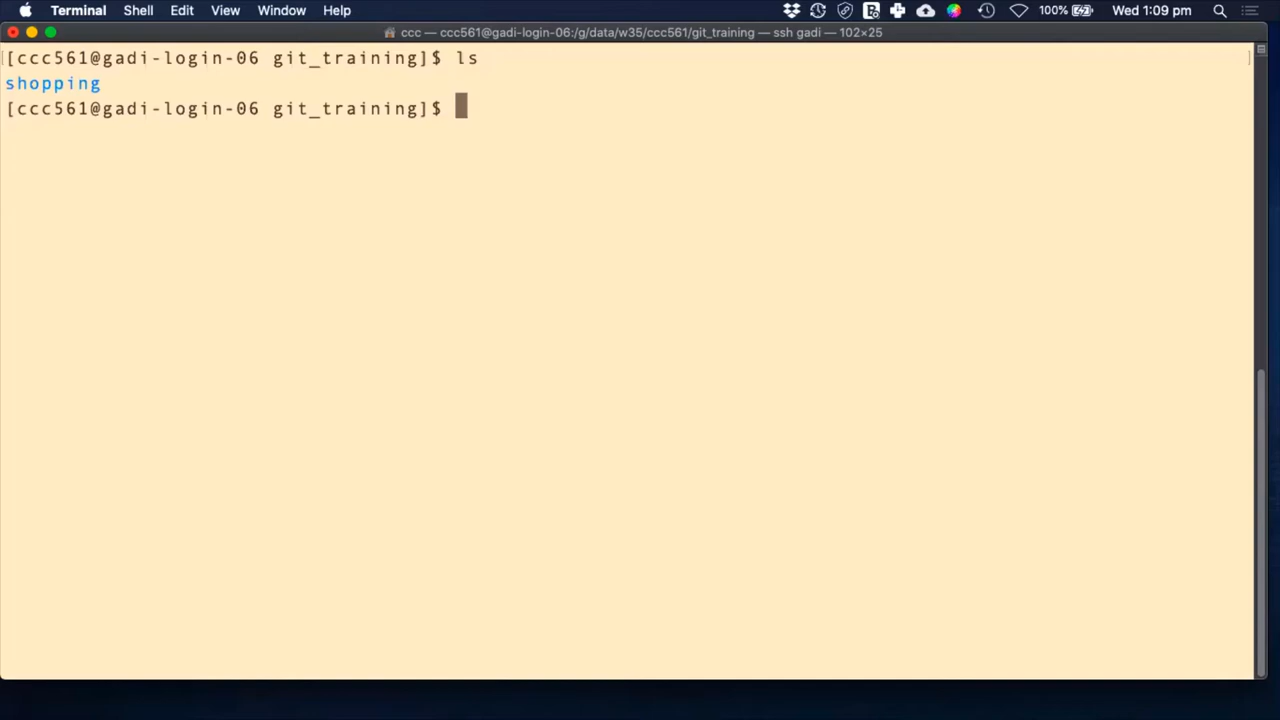 Terminal Shell Edit View Window Help 100% Wed 1:09 pm
ccc — ccc561@gadi-login-06:/g/data/w35/ccc561/git_training — ssh gadi — 102×25
[ccc561@gadi-login-06 git_training]$ ls
shopping
[ccc561@gadi-login-06 git_training]$